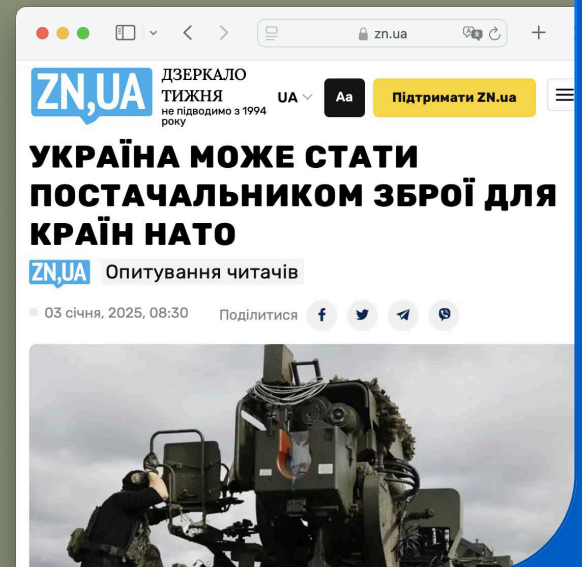 zn.ua
ZN,UA
ДЗЕРКАЛО
ТИЖНЯ
не підводимо з 1994
року
UA
Aa
Підтримати ZN.ua
УКРАЇНА МОЖЕ СТАТИ
ПОСТАЧАЛЬНИКОМ ЗБРОЇ ДЛЯ
КРАЇН НАТО
ZN,UA Опитування читачів
03 січня, 2025, 08:30 Поділитися